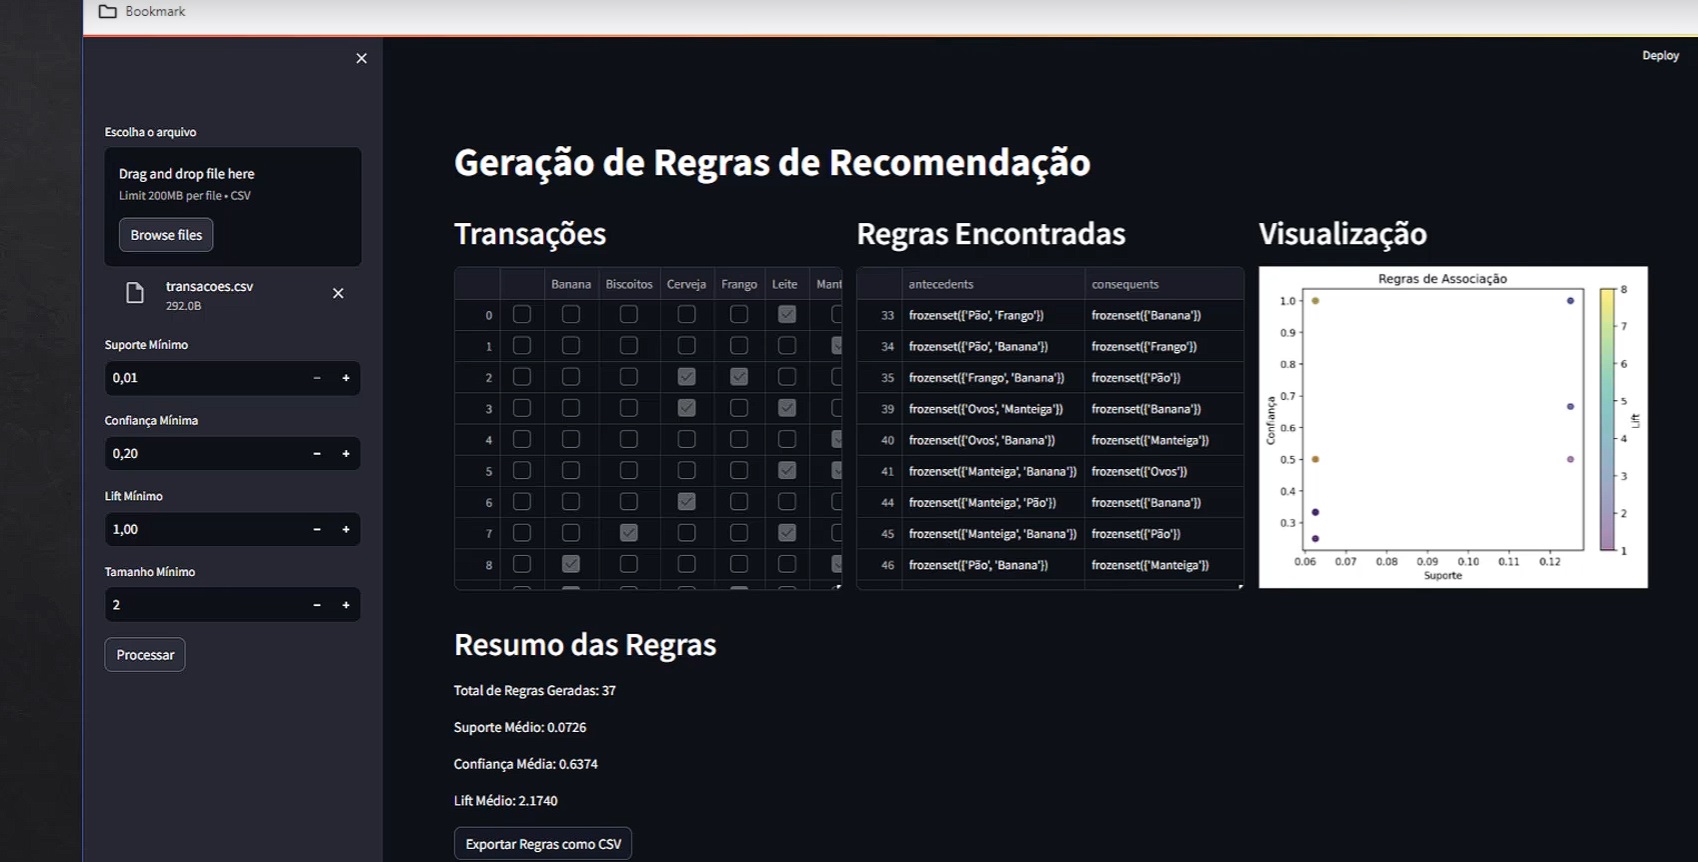 Bookmark
Deploy
Escolha o arquivo
Drag and drop file here
Limit 200MB per file • CSV
Browse files
transacoes.csv
292.0B
Suporte Mínimo
0,01
Confiança Mínima
0,20
Lift Mínimo
1,00
Tamanho Mínimo
2
Processar
Geração de Regras de Recomendação
Transações
Banana Biscoitos Cerveja Frango Leite Mant
0
1
2
3
4
5
6
7
8
Regras Encontradas
antecedents consequents
33 frozenset({'Pão', 'Frango'}) frozenset({'Banana'})
34 frozenset({'Pão', 'Banana'}) frozenset({'Frango'})
35 frozenset({'Frango', 'Banana'}) frozenset({'Pão'})
39 frozenset({'Ovos', 'Manteiga'}) frozenset({'Banana'})
40 frozenset({'Ovos', 'Banana'}) frozenset({'Manteiga'})
41 frozenset({'Manteiga', 'Banana'}) frozenset({'Ovos'})
44 frozenset({'Manteiga', 'Pão'}) frozenset({'Banana'})
45 frozenset({'Manteiga', 'Banana'}) frozenset({'Pão'})
46 frozenset({'Pão', 'Banana'}) frozenset({'Manteiga'})
Visualização
Regras de Associação
1.0
0.9
0.8
0.7
0.6
0.5
0.4
0.3
Confiança
0.06 0.07 0.08 0.09 0.10 0.11 0.12
Suporte
8
7
6
5
4
3
2
1
Lift
Resumo das Regras
Total de Regras Geradas: 37
Suporte Médio: 0.0726
Confiança Média: 0.6374
Lift Médio: 2.1740
Exportar Regras como CSV